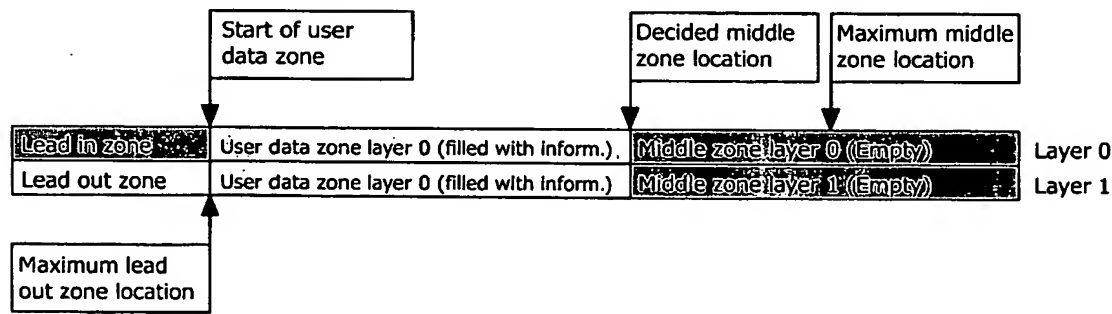 Start of user
data zone
Decided middle
zone location
Maximum middle
zone location
Lead in zone
User data zone layer 0 (filled with inform.)
Middle zone layer 0 (Empty)
Layer 0
Lead out zone
User data zone layer 0 (filled with inform.)
Middle zone layer 1 (Empty)
Layer 1
Maximum lead
out zone location